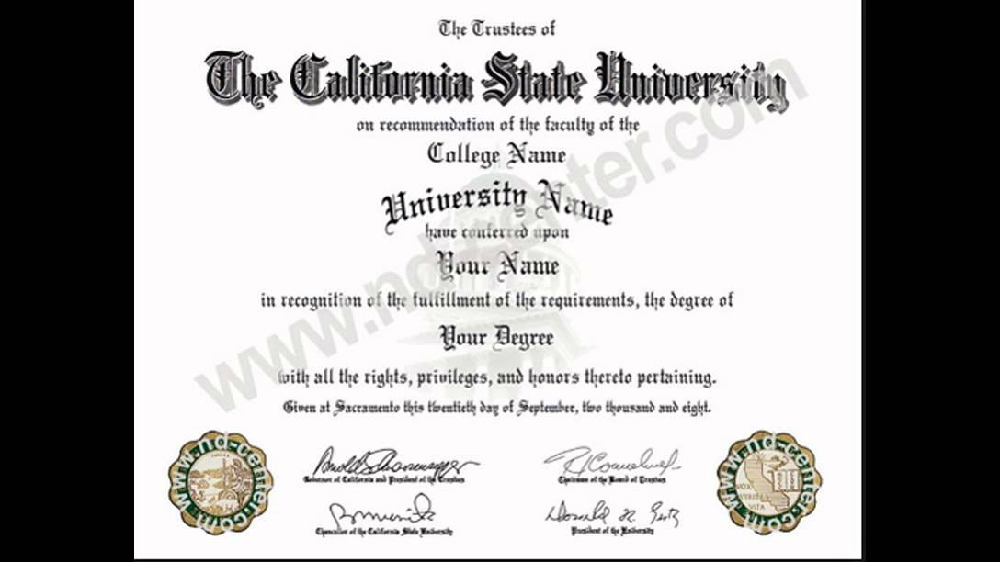 The Trustees of
The California State University
on recommendation of the faculty of the
College Name
University Name
have conferred upon
Your Name
in recognition of the fulfillment of the requirements, the degree of
Your Degree
with all the rights, privileges, and honors thereto pertaining.
Given at Sacramento this twentieth day of September, two thousand and eight.
www.nd-center.com
www.nd-center.com
EUREKA
Governor of California and President of the Trustees
Chairman of the Board of Trustees
Chancellor of the California State University
President of the University
www.nd-center.com
VOX
VERITAS
VITA